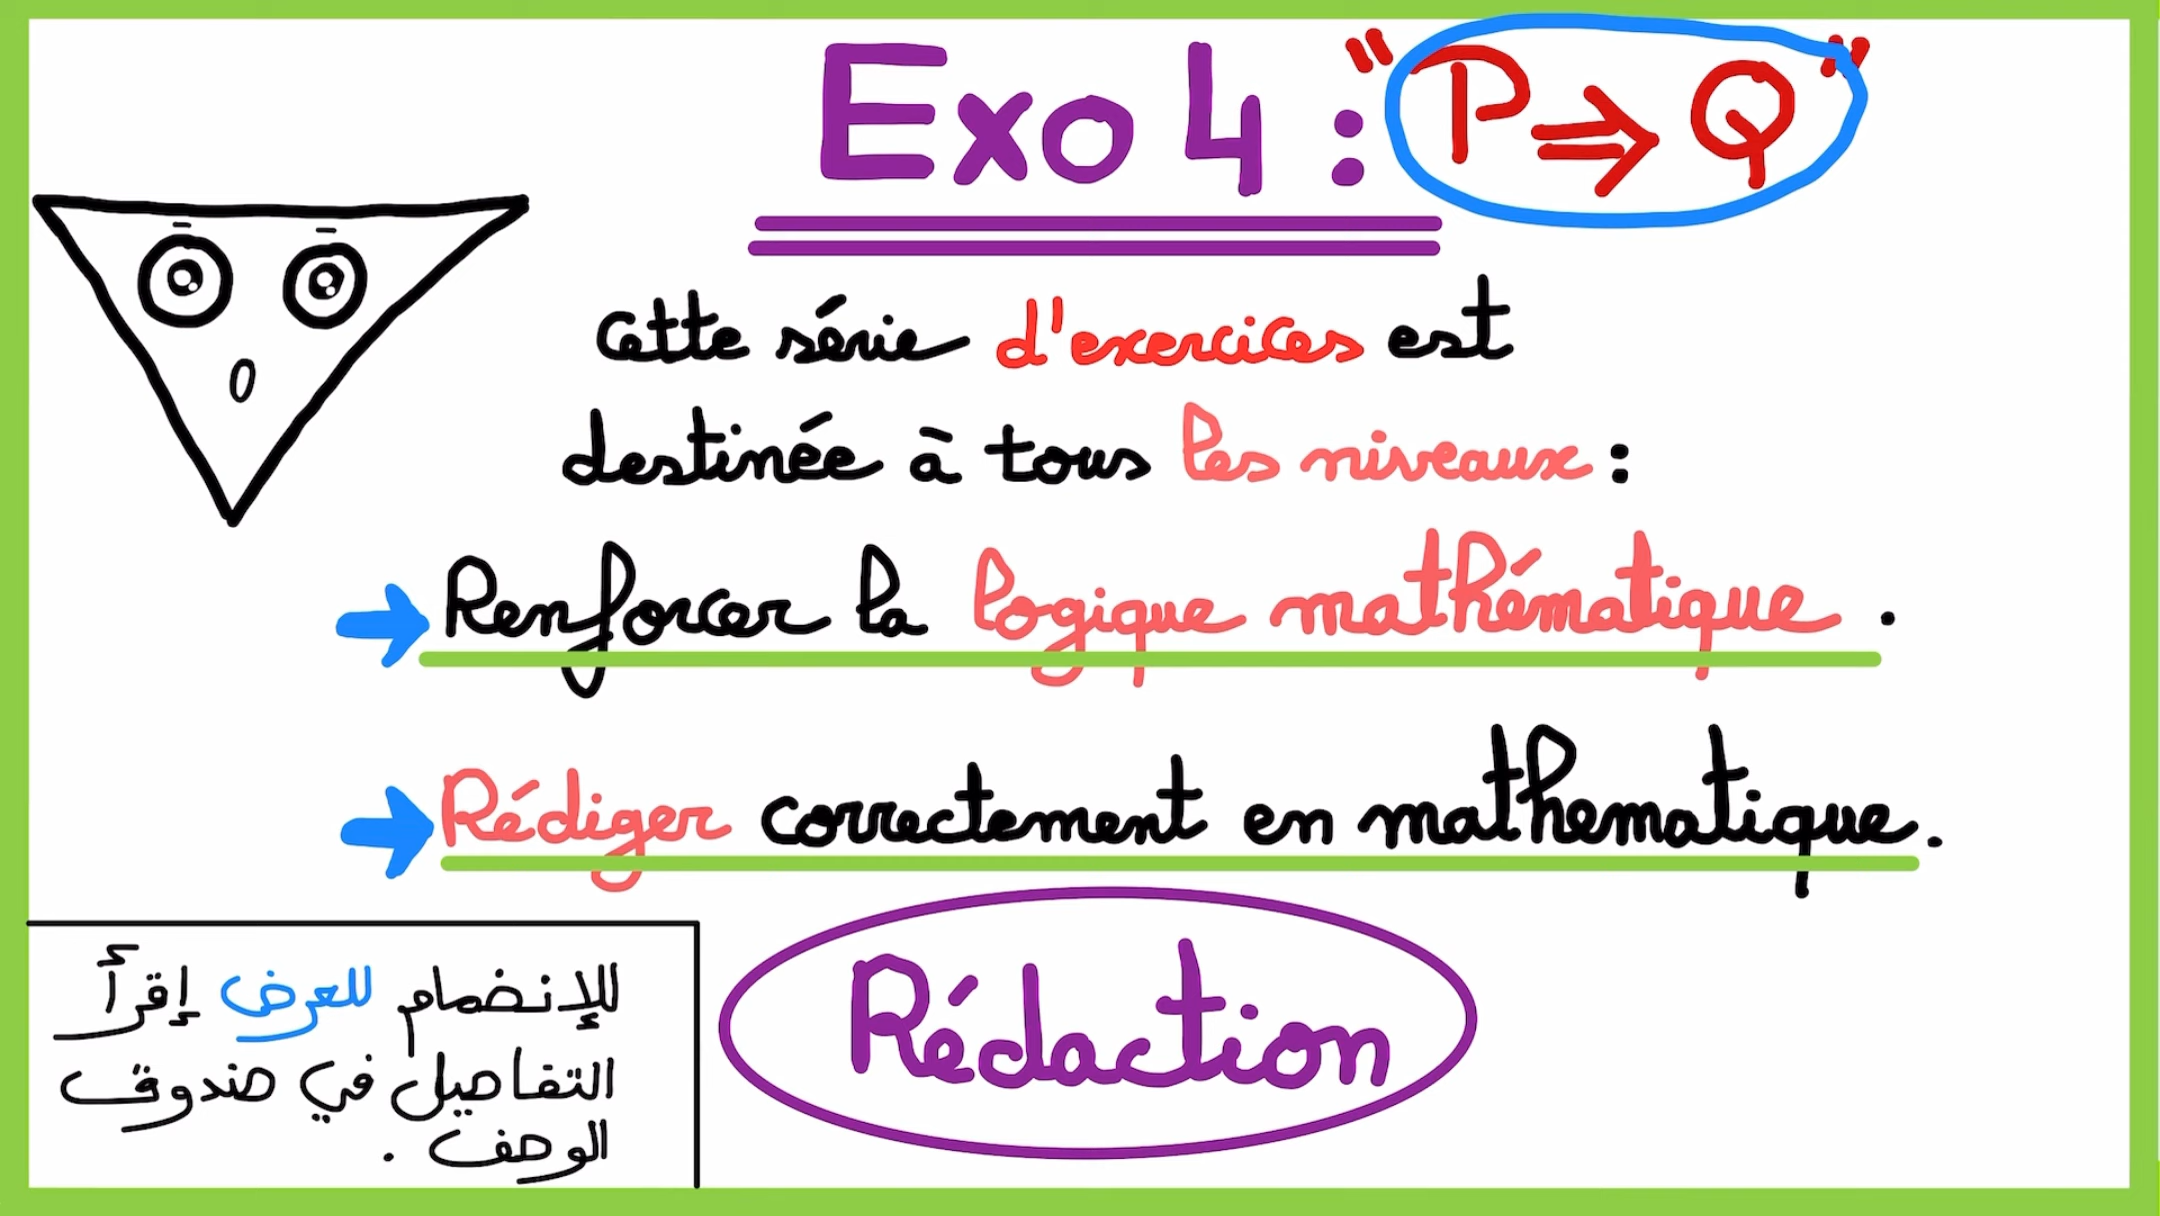 Exo 4 : "P ⇒ Q"
Cette série d'exercices est
destinée à tous les niveaux :
Renforcer la logique mathématique .
Rédiger correctement en mathematique .
Rédaction
للإنضمام للعرض إقرأ
التفاصيل في صندوق
الوصف .